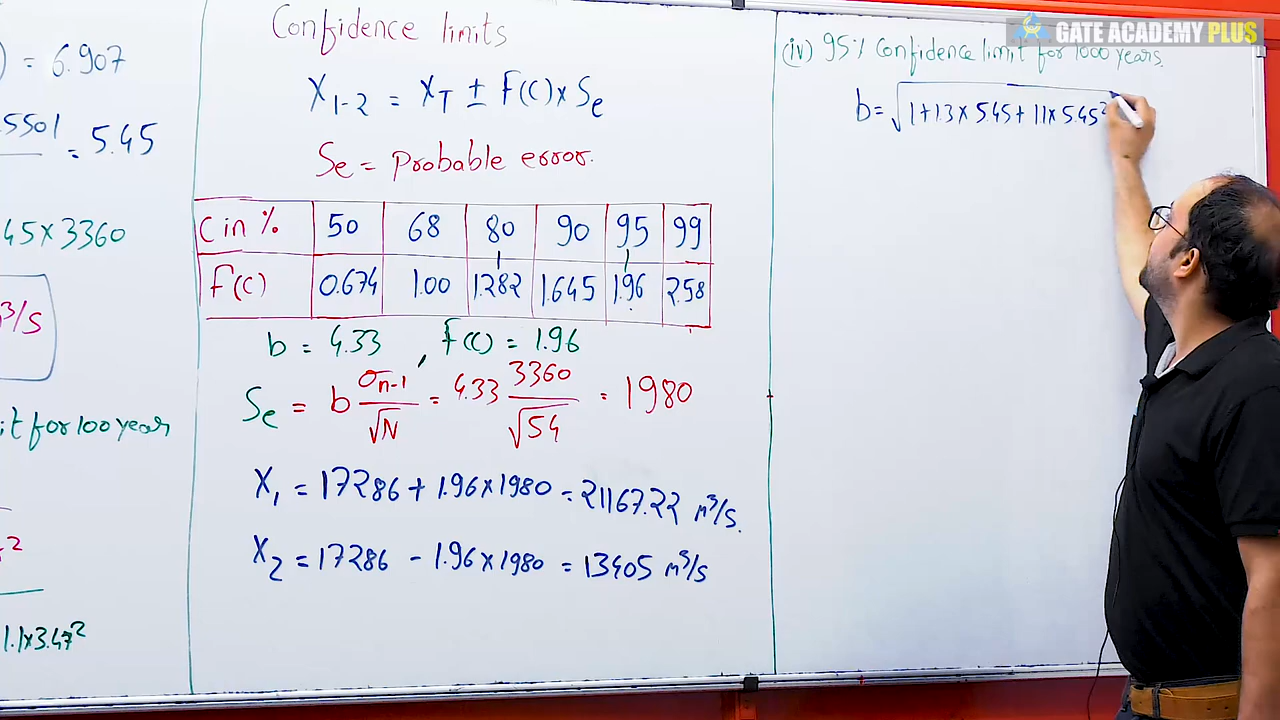 ) = 6.907
.5501 = 5.45
45 × 3360
m³/s
it for 100 year
1.1×3.47²
Confidence limits
X₁₋₂ = X_T ± f(c) × Se
Se = Probable error.
C in % 50 68 80 90 95 99
f(c) 0.674 1.00 1.282 1.645 1.96 2.58
b = 4.33 , f(c) = 1.96
Se = b σn-1/√N = 4.33 3360/√54 = 1980
X₁ = 17286 + 1.96×1980 = 21167.22 m³/s.
X₂ = 17286 - 1.96×1980 = 13405 m³/s
GATE ACADEMY PLUS
(iv) 95% Confidence limit for 1000 years.
b = √1+1.3×5.45+1.1×5.45²